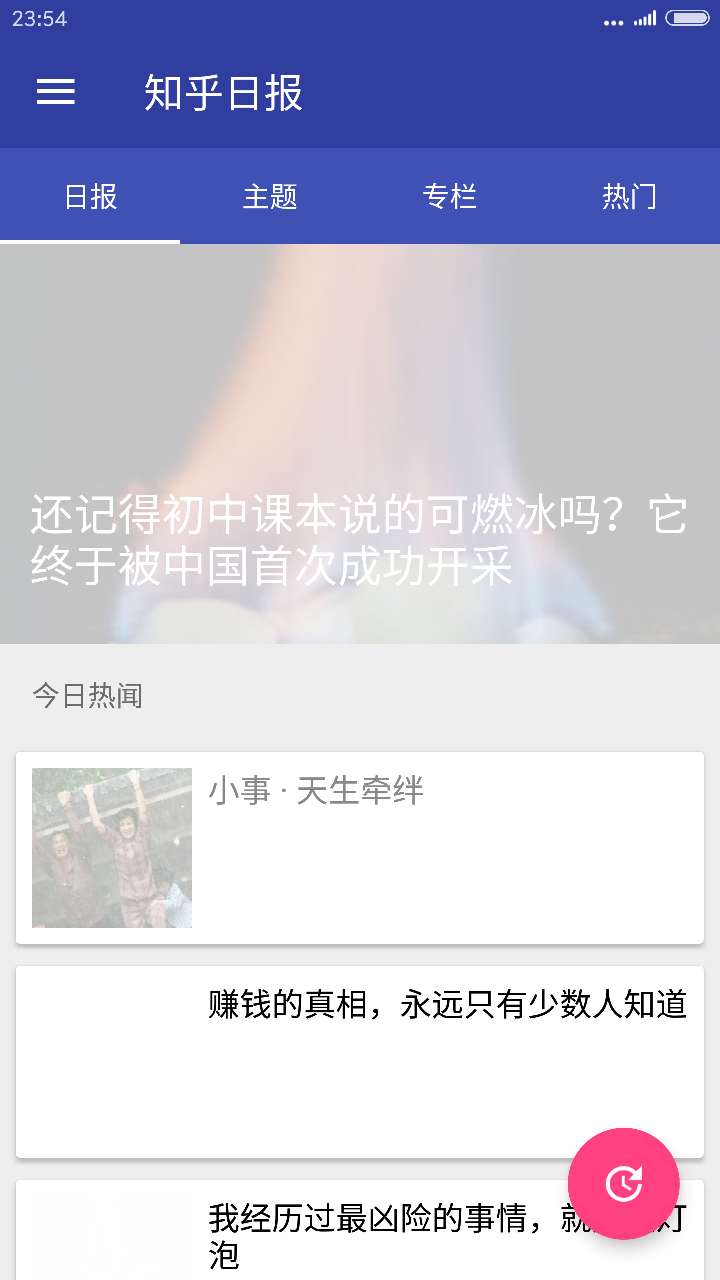 23:54
知乎日报
日报 主题 专栏 热门
还记得初中课本说的可燃冰吗？它
终于被中国首次成功开采
今日热闻
小事 · 天生牵绊
赚钱的真相，永远只有少数人知道
我经历过最凶险的事情，就 灯
泡